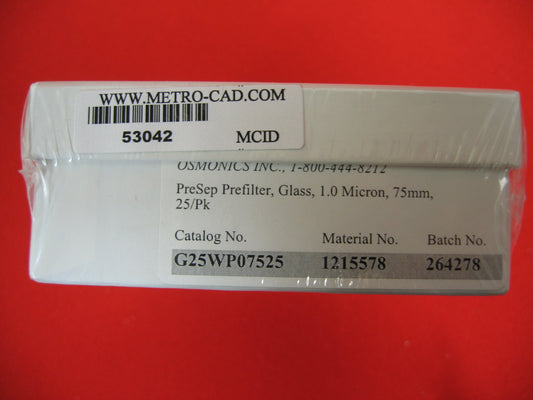 WWW.METRO-CAD.COM
53042 MCID
OSMONICS INC., 1-800-444-8212
PreSep Prefilter, Glass, 1.0 Micron, 75mm,
25/Pk
Catalog No. Material No. Batch No.
G25WP07525 1215578 264278